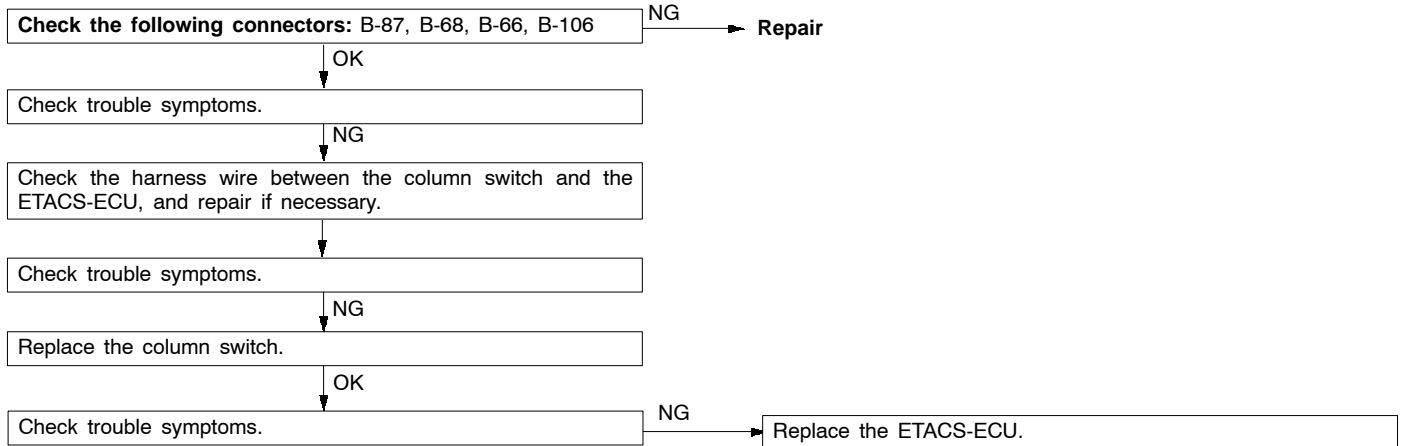 Check the following connectors: B-87, B-68, B-66, B-106
NG
Repair
OK
Check trouble symptoms.
NG
Check the harness wire between the column switch and the
ETACS-ECU, and repair if necessary.
Check trouble symptoms.
NG
Replace the column switch.
OK
Check trouble symptoms.
NG
Replace the ETACS-ECU.